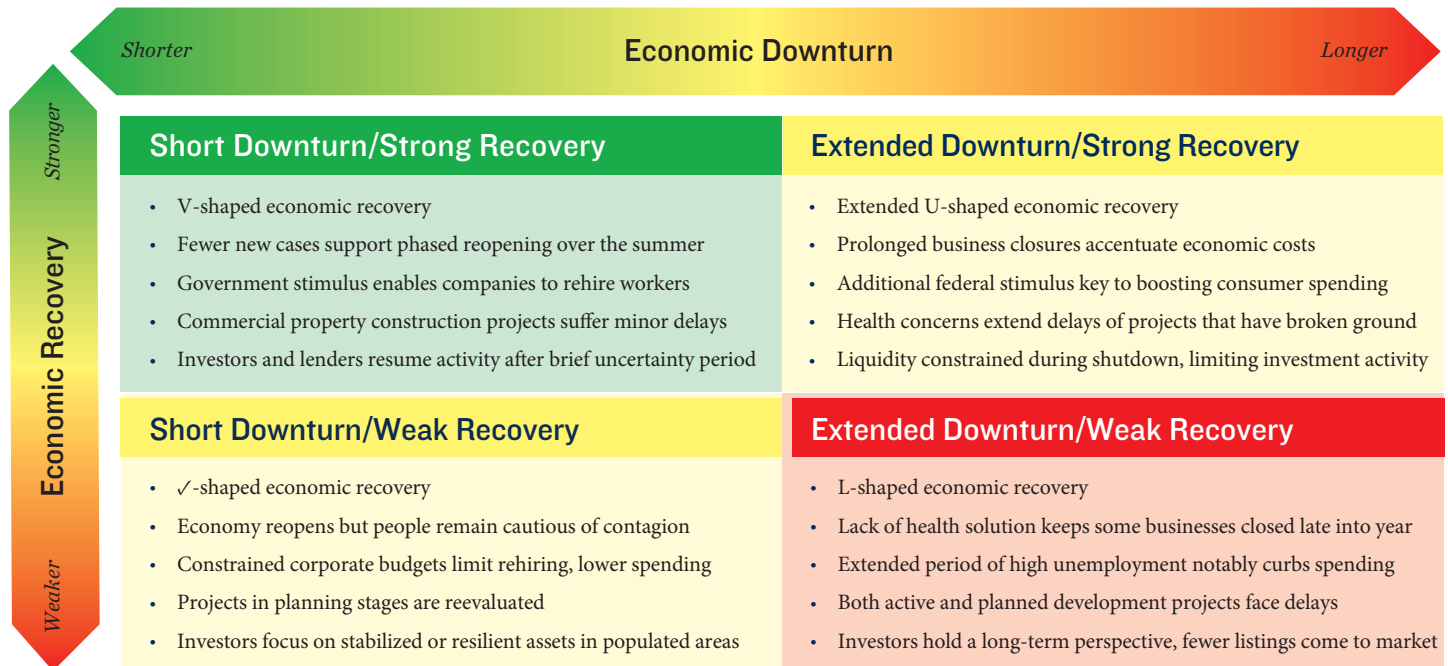 Shorter
Economic Downturn
Longer
Stronger
Economic Recovery
Weaker
Short Downturn/Strong Recovery
• V-shaped economic recovery
• Fewer new cases support phased reopening over the summer
• Government stimulus enables companies to rehire workers
• Commercial property construction projects suffer minor delays
• Investors and lenders resume activity after brief uncertainty period
Extended Downturn/Strong Recovery
• Extended U-shaped economic recovery
• Prolonged business closures accentuate economic costs
• Additional federal stimulus key to boosting consumer spending
• Health concerns extend delays of projects that have broken ground
• Liquidity constrained during shutdown, limiting investment activity
Short Downturn/Weak Recovery
• ✓-shaped economic recovery
• Economy reopens but people remain cautious of contagion
• Constrained corporate budgets limit rehiring, lower spending
• Projects in planning stages are reevaluated
• Investors focus on stabilized or resilient assets in populated areas
Extended Downturn/Weak Recovery
• L-shaped economic recovery
• Lack of health solution keeps some businesses closed late into year
• Extended period of high unemployment notably curbs spending
• Both active and planned development projects face delays
• Investors hold a long-term perspective, fewer listings come to market